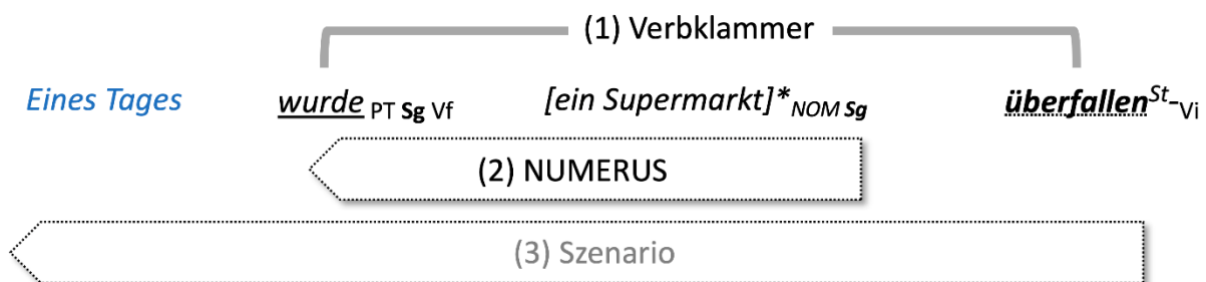 (1) Verbklammer
Eines Tages wurde PT Sg Vf [ein Supermarkt]* NOM Sg überfallen St- Vi
(2) NUMERUS
(3) Szenario